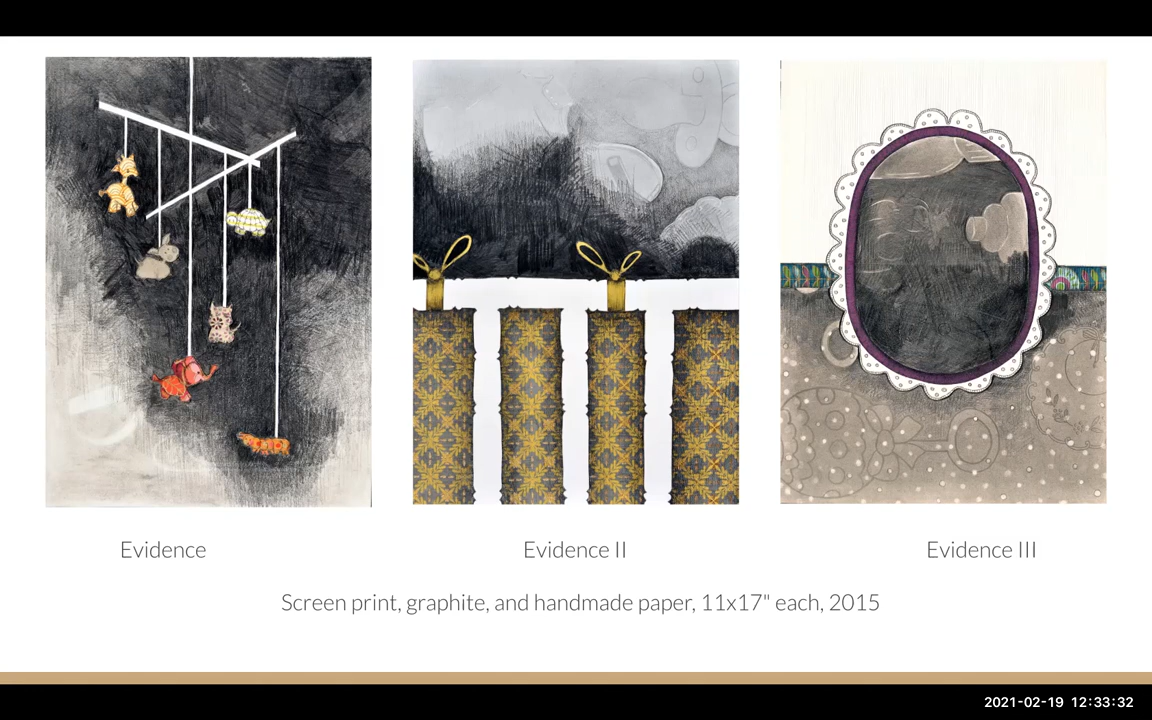 Evidence
Evidence II
Evidence III
Screen print, graphite, and handmade paper, 11x17" each, 2015
2021-02-19 12:33:32